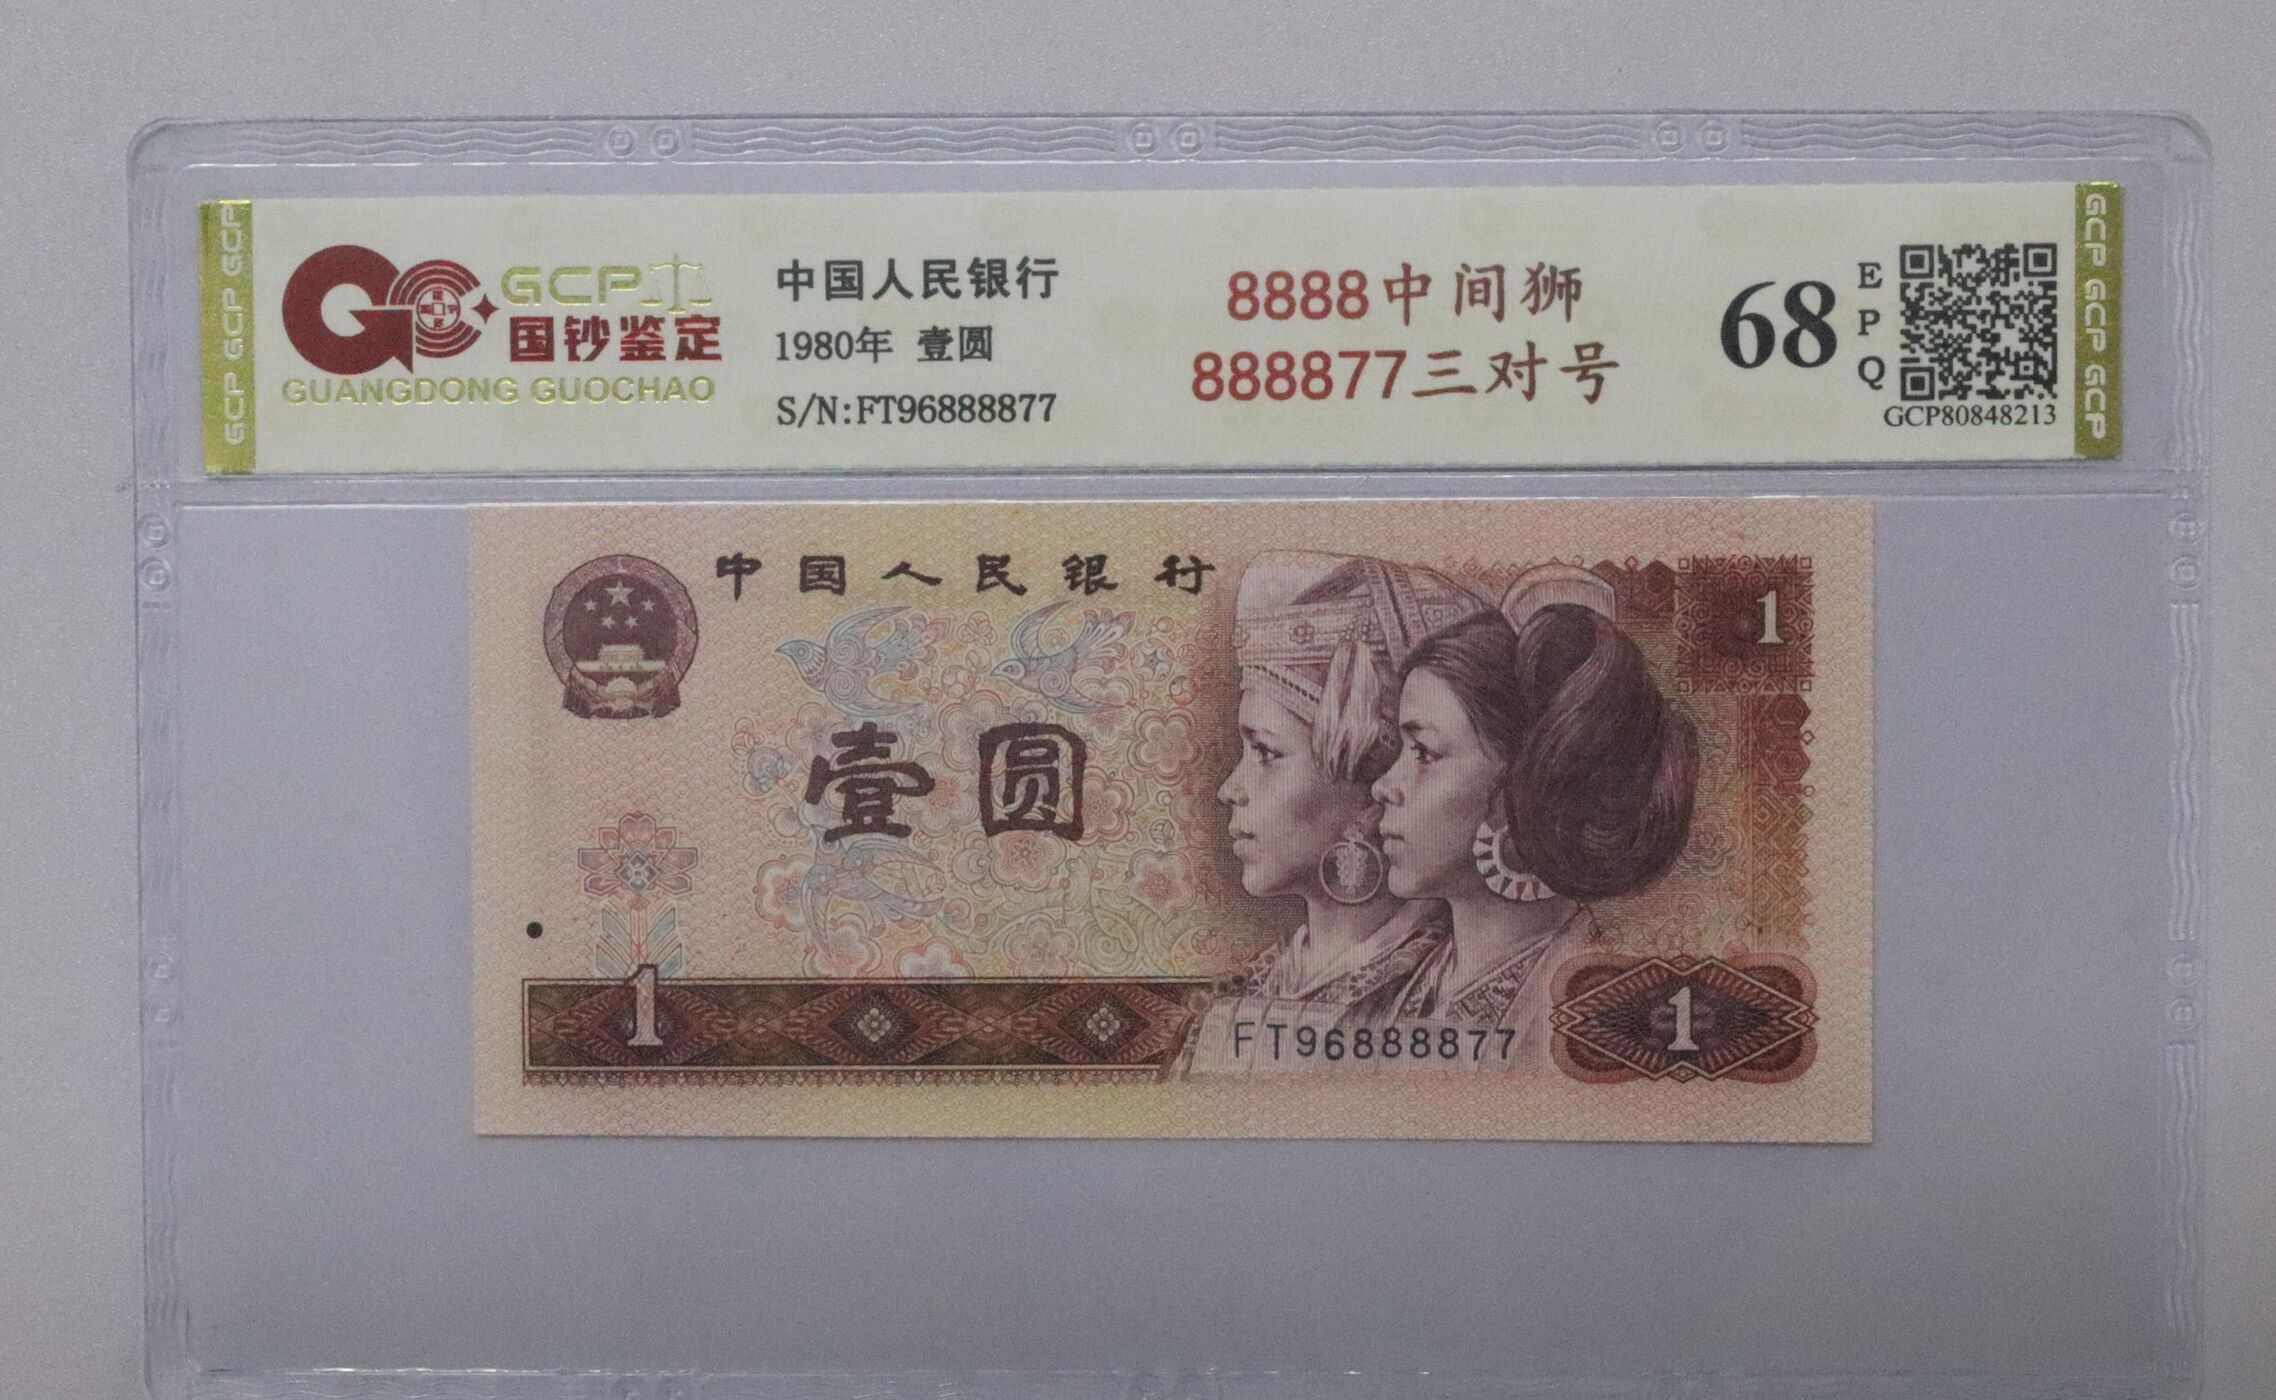 GCP GCP GCP
GCP
国钞鉴定
GUANGDONG GUOCHAO
中国人民银行
1980年 壹圆
S/N:FT96888877
8888中间狮
888877三对号
68
EPQ
GCP80848213
GCP GCP GCP
中国人民银行
1
壹圆
1
FT96888877
1